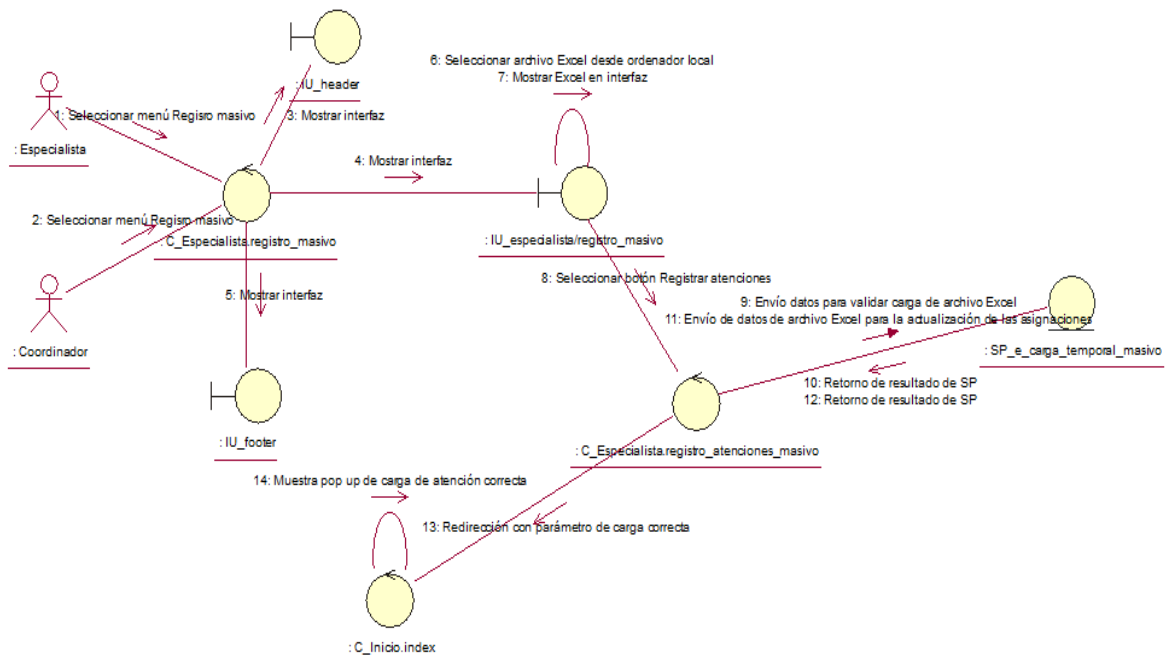 6: Seleccionar archivo Excel desde ordenador local
7: Mostrar Excel en interfaz
: IU_header
1: Seleccionar menú Regisro masivo
3: Mostrar interfaz
: Especialista
4: Mostrar interfaz
2: Seleccionar menú Regisro masivo
: C_Especialista.registro_masivo
: IU_especialista/registro_masivo
8: Seleccionar botón Registrar atenciones
5: Mostrar interfaz
9: Envío datos para validar carga de archivo Excel
11: Envío de datos de archivo Excel para la actualización de las asignaciones
: Coordinador
: SP_e_carga_temporal_masivo
10: Retorno de resultado de SP
12: Retorno de resultado de SP
: IU_footer
: C_Especialista.registro_atenciones_masivo
14: Muestra pop up de carga de atención correcta
13: Redirección con parámetro de carga correcta
: C_Inicio.index